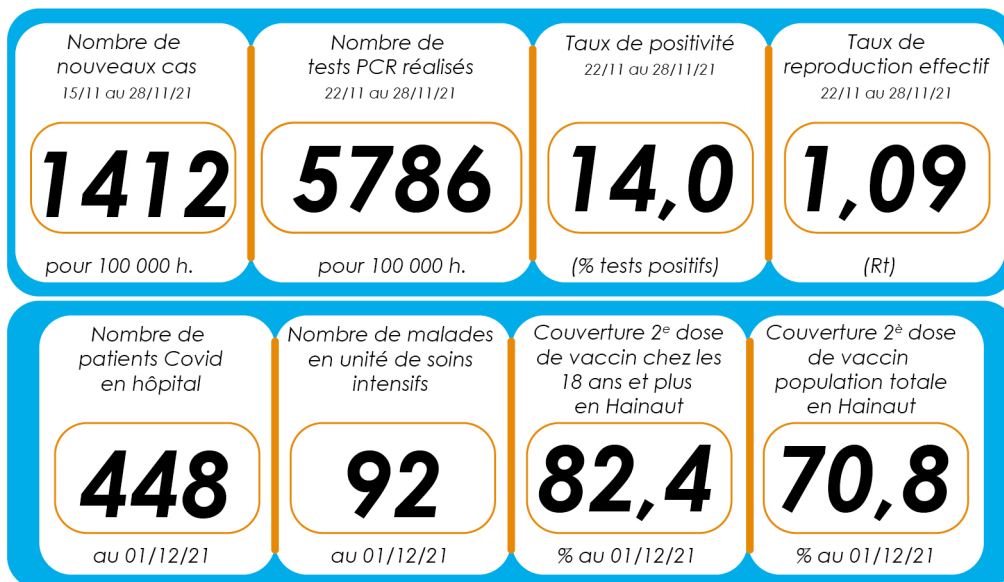 Nombre de
nouveaux cas
15/11 au 28/11/21
1412
pour 100 000 h.
Nombre de
tests PCR réalisés
22/11 au 28/11/21
5786
pour 100 000 h.
Taux de positivité
22/11 au 28/11/21
14,0
(% tests positifs)
Taux de
reproduction effectif
22/11 au 28/11/21
1,09
(Rt)
Nombre de
patients Covid
en hôpital
448
au 01/12/21
Nombre de malades
en unité de soins
intensifs
92
au 01/12/21
Couverture 2e dose
de vaccin chez les
18 ans et plus
en Hainaut
82,4
% au 01/12/21
Couverture 2è dose
de vaccin
population totale
en Hainaut
70,8
% au 01/12/21